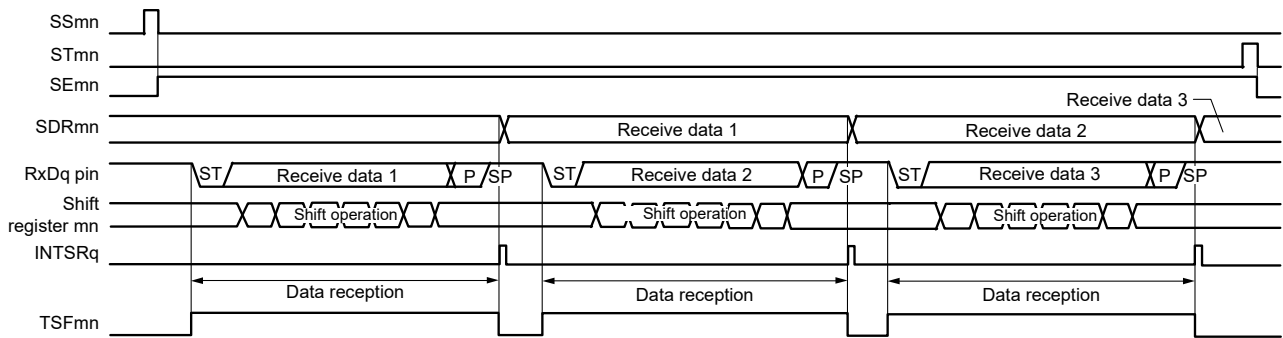 SSmn
STmn
SEmn
Receive data 3
SDRmn Receive data 1 Receive data 2
RxDq pin ST Receive data 1 P SP ST Receive data 2 P SP ST Receive data 3 P SP
Shift
register mn Shift operation Shift operation Shift operation
INTSRq
Data reception Data reception Data reception
TSFmn